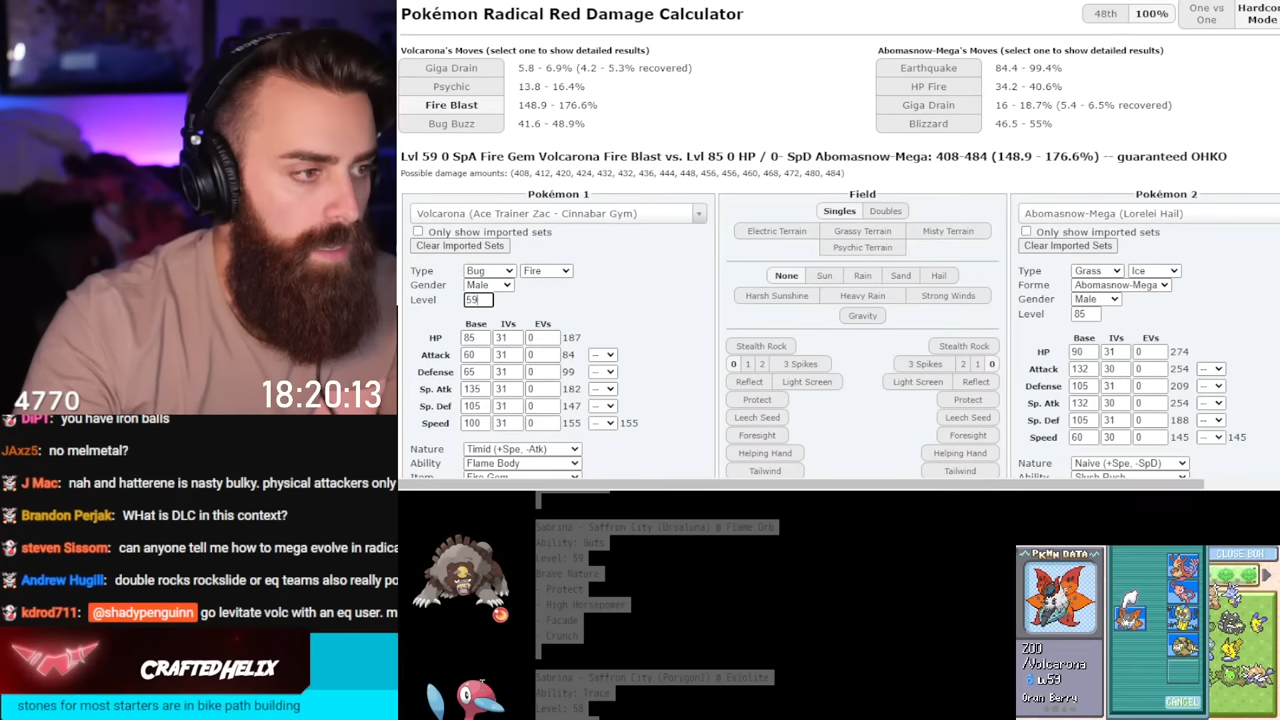 Pokémon Radical Red Damage Calculator
48th 100%
One vs One
Hardcore Mode
Volcarona's Moves (select one to show detailed results)
Giga Drain 5.8 - 6.9% (4.2 - 5.3% recovered)
Psychic 13.8 - 16.4%
Fire Blast 148.9 - 176.6%
Bug Buzz 41.6 - 48.9%
Abomasnow-Mega's Moves (select one to show detailed results)
Earthquake 84.4 - 99.4%
HP Fire 34.2 - 40.6%
Giga Drain 16 - 18.7% (5.4 - 6.5% recovered)
Blizzard 46.5 - 55%
Lvl 59 0 SpA Fire Gem Volcarona Fire Blast vs. Lvl 85 0 HP / 0- SpD Abomasnow-Mega: 408-484 (148.9 - 176.6%) -- guaranteed OHKO
Possible damage amounts: (408, 412, 420, 424, 432, 432, 436, 444, 448, 456, 456, 460, 468, 472, 480, 484)
Pokémon 1
Volcarona (Ace Trainer Zac - Cinnabar Gym)
Only show imported sets
Clear Imported Sets
Type Bug Fire
Gender Male
Level 59
Base IVs EVs
HP 85 31 0 187
Attack 60 31 0 84 --
Defense 65 31 0 99 --
Sp. Atk 135 31 0 182 --
Sp. Def 105 31 0 147 --
Speed 100 31 0 155 -- 155
Nature Timid (+Spe, -Atk)
Ability Flame Body
Item Fire Gem
Field
Singles Doubles
Electric Terrain Grassy Terrain Misty Terrain
Psychic Terrain
None Sun Rain Sand Hail
Harsh Sunshine Heavy Rain Strong Winds
Gravity
Stealth Rock Stealth Rock
0 1 2 3 Spikes 3 Spikes 2 1 0
Reflect Light Screen Light Screen Reflect
Protect Protect
Leech Seed Leech Seed
Foresight Foresight
Helping Hand Helping Hand
Tailwind Tailwind
Pokémon 2
Abomasnow-Mega (Lorelei Hail)
Only show imported sets
Clear Imported Sets
Type Grass Ice
Forme Abomasnow-Mega
Gender Male
Level 85
Base IVs EVs
HP 90 31 0 274
Attack 132 30 0 254 --
Defense 105 30 0 209 --
Sp. Atk 132 30 0 254 --
Sp. Def 105 31 0 188 --
Speed 60 30 0 145 -- 145
Nature Naive (+Spe, -SpD)
Ability Slush Rush
4770
18:20:13
DiPT: you have iron balls
JAxz5: no melmetal?
J Mac: nah and hatterene is nasty bulky. physical attackers only
Brandon Perjak: WHat is DLC in this context?
steven Sissom: can anyone tell me how to mega evolve in radica
Andrew Hugill: double rocks rockslide or eq teams also really po
kdrod711: @shadypenguinn go levitate volc with an eq user. m
CRAFTEDHELIX
stones for most starters are in bike path building
Sabrina - Saffron City (Ursaluna) @ Flame Orb
Ability: Guts
Level: 59
Brave Nature
- Protect
- High Horsepower
- Facade
- Crunch
Sabrina - Saffron City (Porygon2) @ Eviolite
Ability: Trace
Level: 58
PKMN DATA
ZOD
/Volcarona
Lv59
Oran Berry
CLOSE BOX
CANCEL